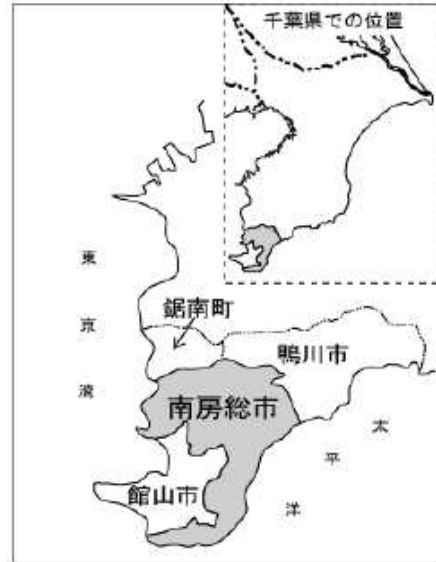 千葉県での位置
東京湾
鋸南町
鴨川市
南房総市
館山市
太平洋